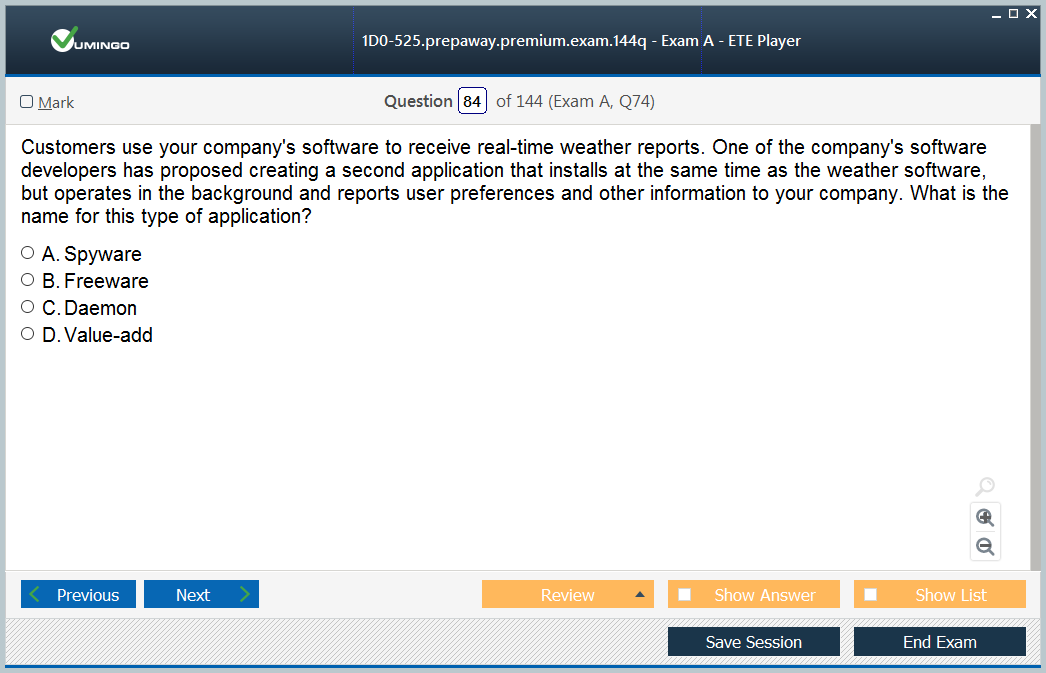 VUMINGO
1D0-525.prepaway.premium.exam.144q - Exam A - ETE Player
Mark
Question 84 of 144 (Exam A, Q74)
Customers use your company's software to receive real-time weather reports. One of the company's software
developers has proposed creating a second application that installs at the same time as the weather software,
but operates in the background and reports user preferences and other information to your company. What is the
name for this type of application?
A. Spyware
B. Freeware
C. Daemon
D. Value-add
Previous
Next
Review
Show Answer
Show List
Save Session
End Exam